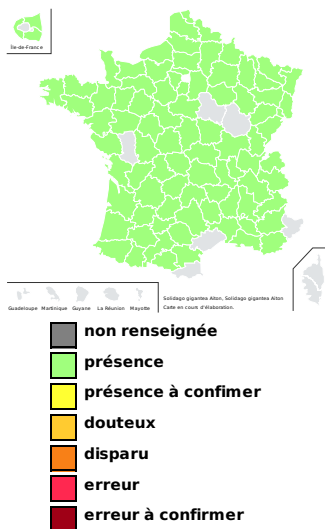 Île-de-France
Guadeloupe Martinique Guyane La Réunion Mayotte
Solidago gigantea Aiton, Solidago gigantea Aiton
Carte en cours d'élaboration.
non renseignée
présence
présence à confimer
douteux
disparu
erreur
erreur à confirmer